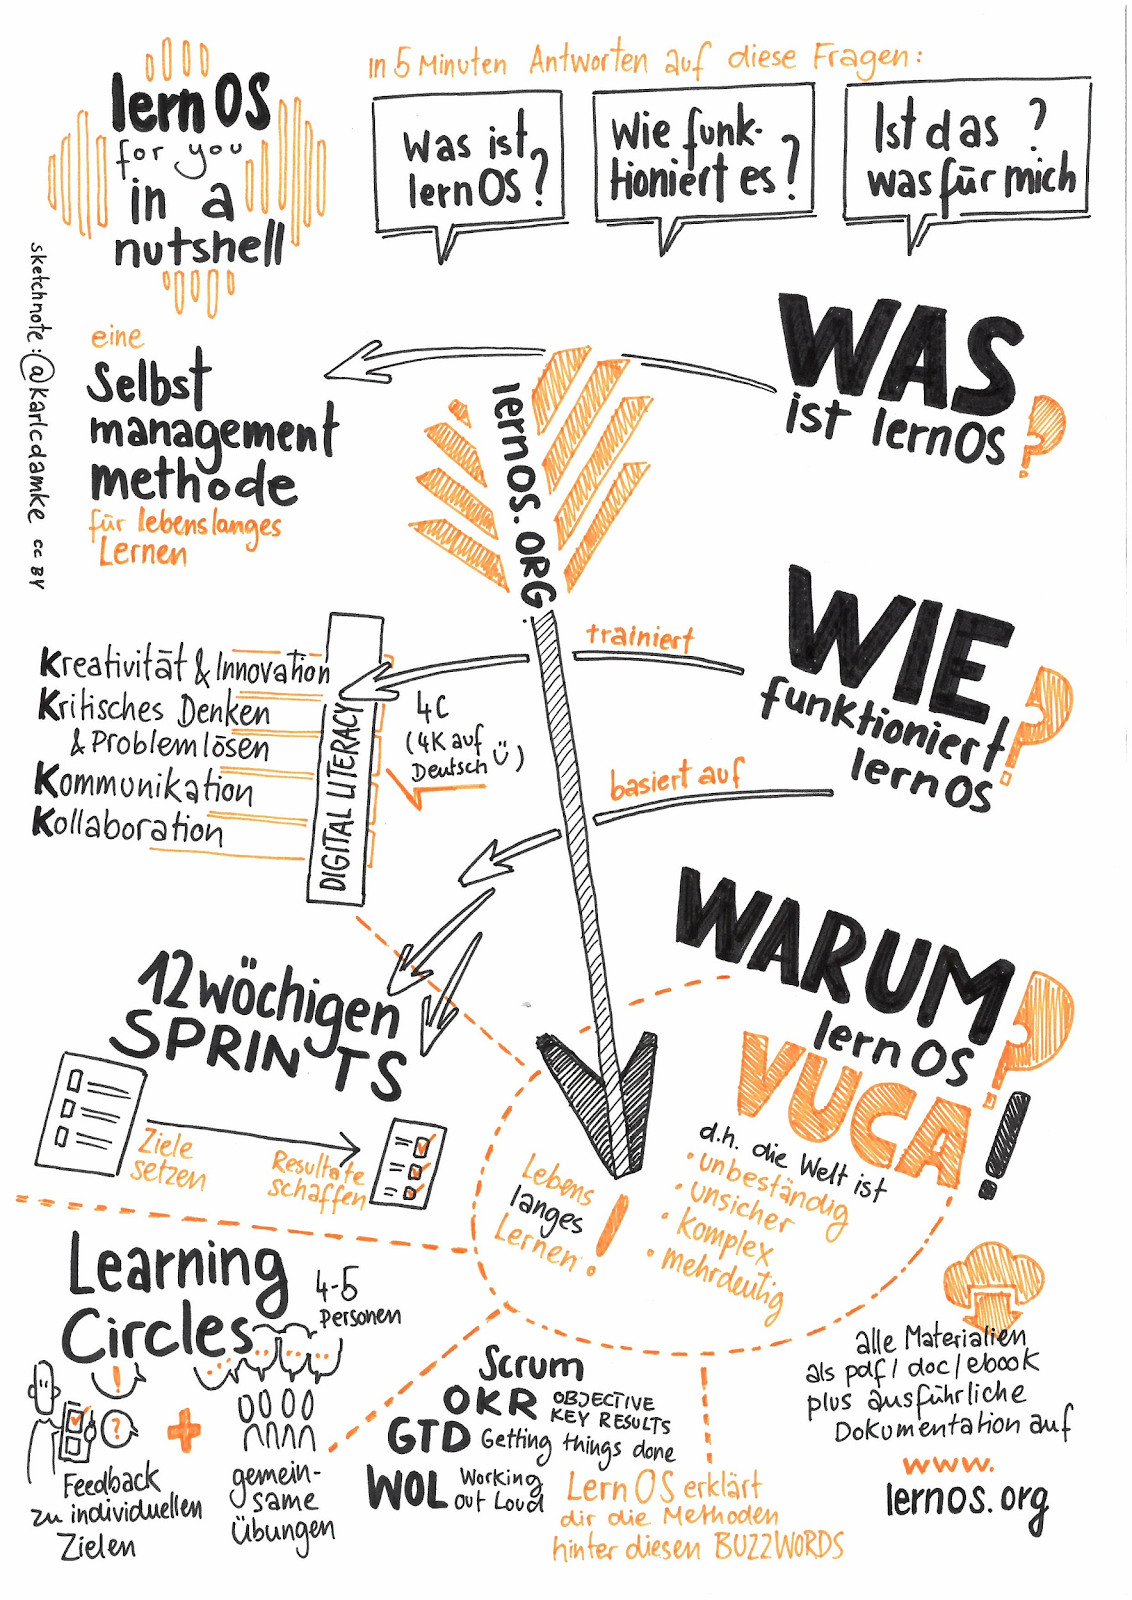 lernOS
for you
in a
nutshell
in 5 Minuten Antworten auf diese Fragen:
Was ist
lernOS?
Wie funk-
tioniert es?
Ist das ?
was für mich
sketchnote: @karlcdamke cc BY
eine
Selbst
management
methode
für lebenslanges
Lernen
lernOS.ORG
WAS
ist lernOS?
WIE
funktioniert?
lernOS
trainiert
basiert auf
Kreativität & Innovation
Kritisches Denken
& Problemlösen
Kommunikation
Kollaboration
DIGITAL LITERACY
4C
(4K auf
Deutsch Ü)
12wöchigen
SPRINTS
Ziele
setzen
Resultate
schaffen
WARUM?
lernOS
VUCA!
d.h. die Welt ist
• unbeständig
• unsicher
• komplex
• mehrdeutig
Lebens
langes
Lernen!
Learning
Circles
4-5
Personen
!
?
+
Feedback
zu individuellen
Zielen
gemein-
same
Übungen
Scrum
OKR OBJECTIVE
KEY RESULTS
GTD Getting things done
WOL Working
Out Loud
LernOS erklärt
dir die Methoden
hinter diesen BUZZWORDS
alle Materialien
als pdf/doc/ebook
plus ausführliche
Dokumentation auf
www.
lernos.org